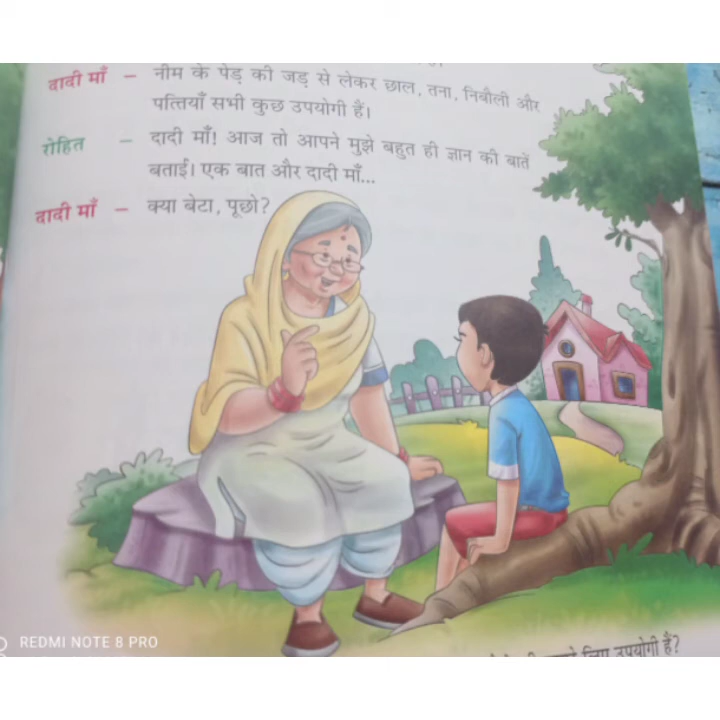 दादी माँ – नीम के पेड़ की जड़ से लेकर छाल, तना, निबौली और
पत्तियाँ सभी कुछ उपयोगी हैं।
रोहित – दादी माँ! आज तो आपने मुझे बहुत ही ज्ञान की बातें
बताईं। एक बात और दादी माँ...
दादी माँ – क्या बेटा, पूछो?
उपयोगी हैं?
REDMI NOTE 8 PRO